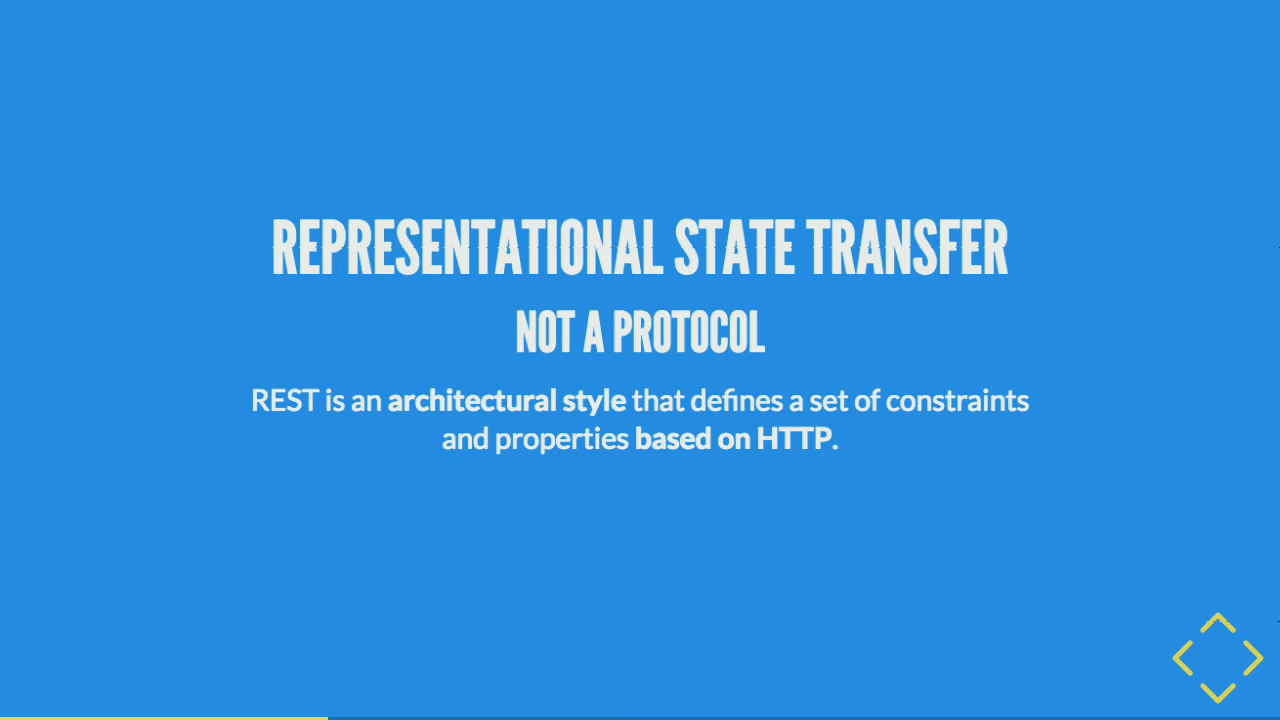 REPRESENTATIONAL STATE TRANSFER
NOT A PROTOCOL
REST is an architectural style that defines a set of constraints
and properties based on HTTP.